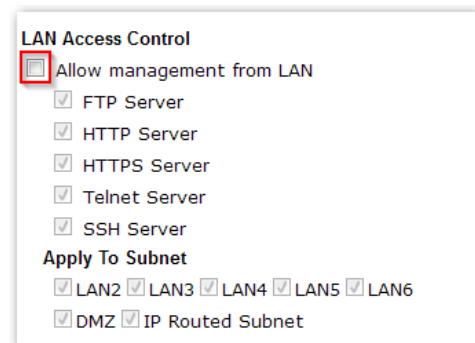 LAN Access Control
Allow management from LAN
FTP Server
HTTP Server
HTTPS Server
Telnet Server
SSH Server
Apply To Subnet
LAN2 LAN3 LAN4 LAN5 LAN6
DMZ IP Routed Subnet